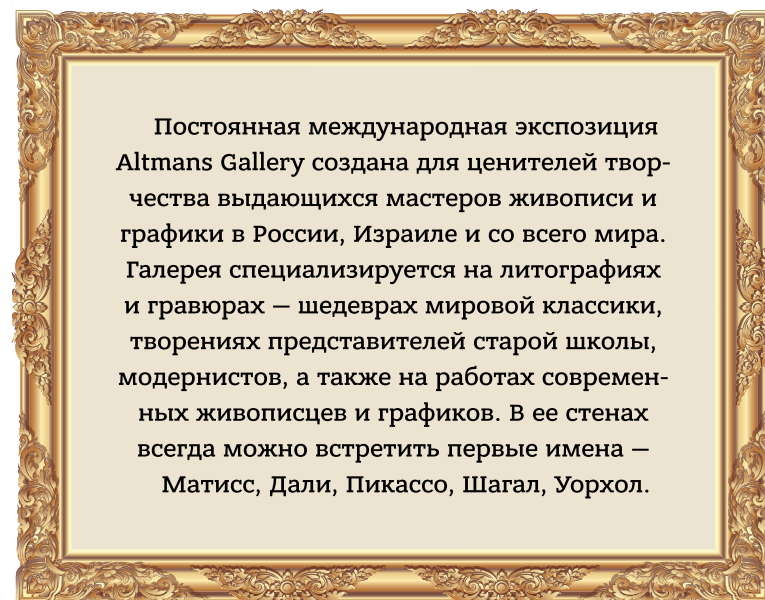 Постоянная международная экспозиция
Altmans Gallery создана для ценителей твор-
чества выдающихся мастеров живописи и
графики в России, Израиле и со всего мира.
Галерея специализируется на литографиях
и гравюрах — шедеврах мировой классики,
творениях представителей старой школы,
модернистов, а также на работах современ-
ных живописцев и графиков. В ее стенах
всегда можно встретить первые имена —
Матисс, Дали, Пикассо, Шагал, Уорхол.